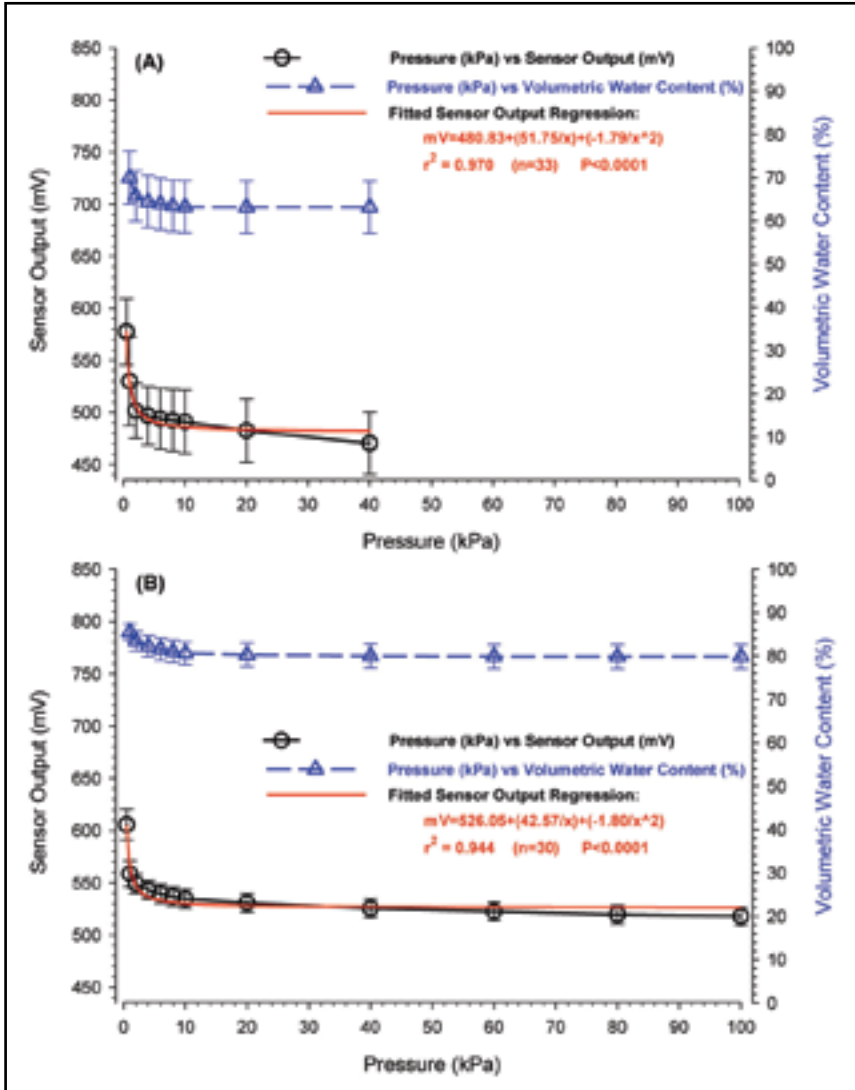 (A)
Pressure (kPa) vs Sensor Output (mV)
Pressure (kPa) vs Volumetric Water Content (%)
Fitted Sensor Output Regression:
mV=480.83+(51.75/x)+(-1.79/x^2)
r² = 0.970 (n=33) P<0.0001
850
800
750
700
650
600
550
500
450
Sensor Output (mV)
100
90
80
70
60
50
40
30
20
10
0
Volumetric Water Content (%)
0 10 20 30 40 50 60 70 80 90 100
Pressure (kPa)
(B)
Pressure (kPa) vs Sensor Output (mV)
Pressure (kPa) vs Volumetric Water Content (%)
Fitted Sensor Output Regression:
mV=526.05+(42.57/x)+(-1.80/x^2)
r² = 0.944 (n=30) P<0.0001
850
800
750
700
650
600
550
500
450
Sensor Output (mV)
100
90
80
70
60
50
40
30
20
10
0
Volumetric Water Content (%)
0 10 20 30 40 50 60 70 80 90 100
Pressure (kPa)